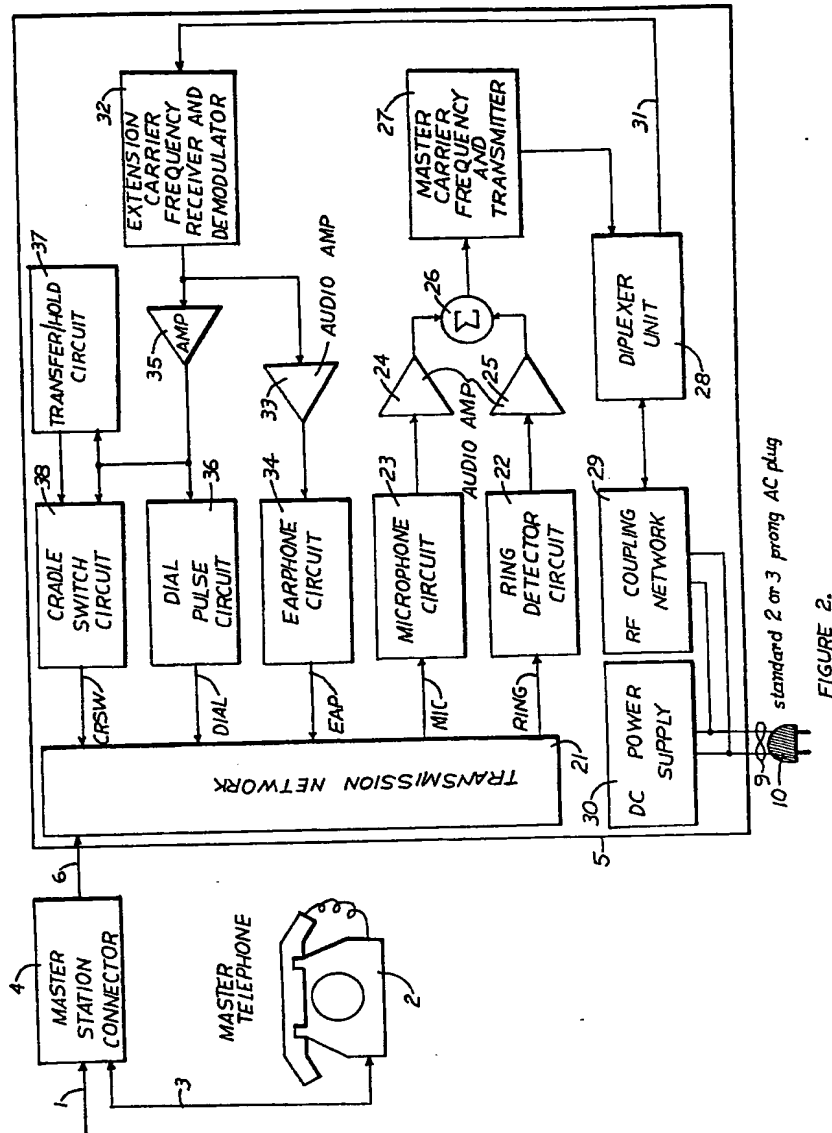 1
MASTER
STATION
CONNECTOR
4
6
3
MASTER
TELEPHONE
2
5
TRANSMISSION NETWORK
21
CRSW
DIAL
EAP
MIC
RING
38
CRADLE
SWITCH
CIRCUIT
TRANSFER/HOLD
CIRCUIT
37
DIAL
PULSE
CIRCUIT
36
35
AMP
EXTENSION
CARRIER
FREQUENCY
RECEIVER AND
DEMODULATOR
32
EARPHONE
CIRCUIT
34
33
AUDIO AMP
MICROPHONE
CIRCUIT
23
24
AUDIO AMP
25
RING
DETECTOR
CIRCUIT
22
Σ
26
27
MASTER
CARRIER
FREQUENCY
AND
TRANSMITTER
DIPLEXER
UNIT
28
31
RF COUPLING
NETWORK
29
30
DC POWER
SUPPLY
9
10
standard 2 or 3 prong AC plug
FIGURE 2.